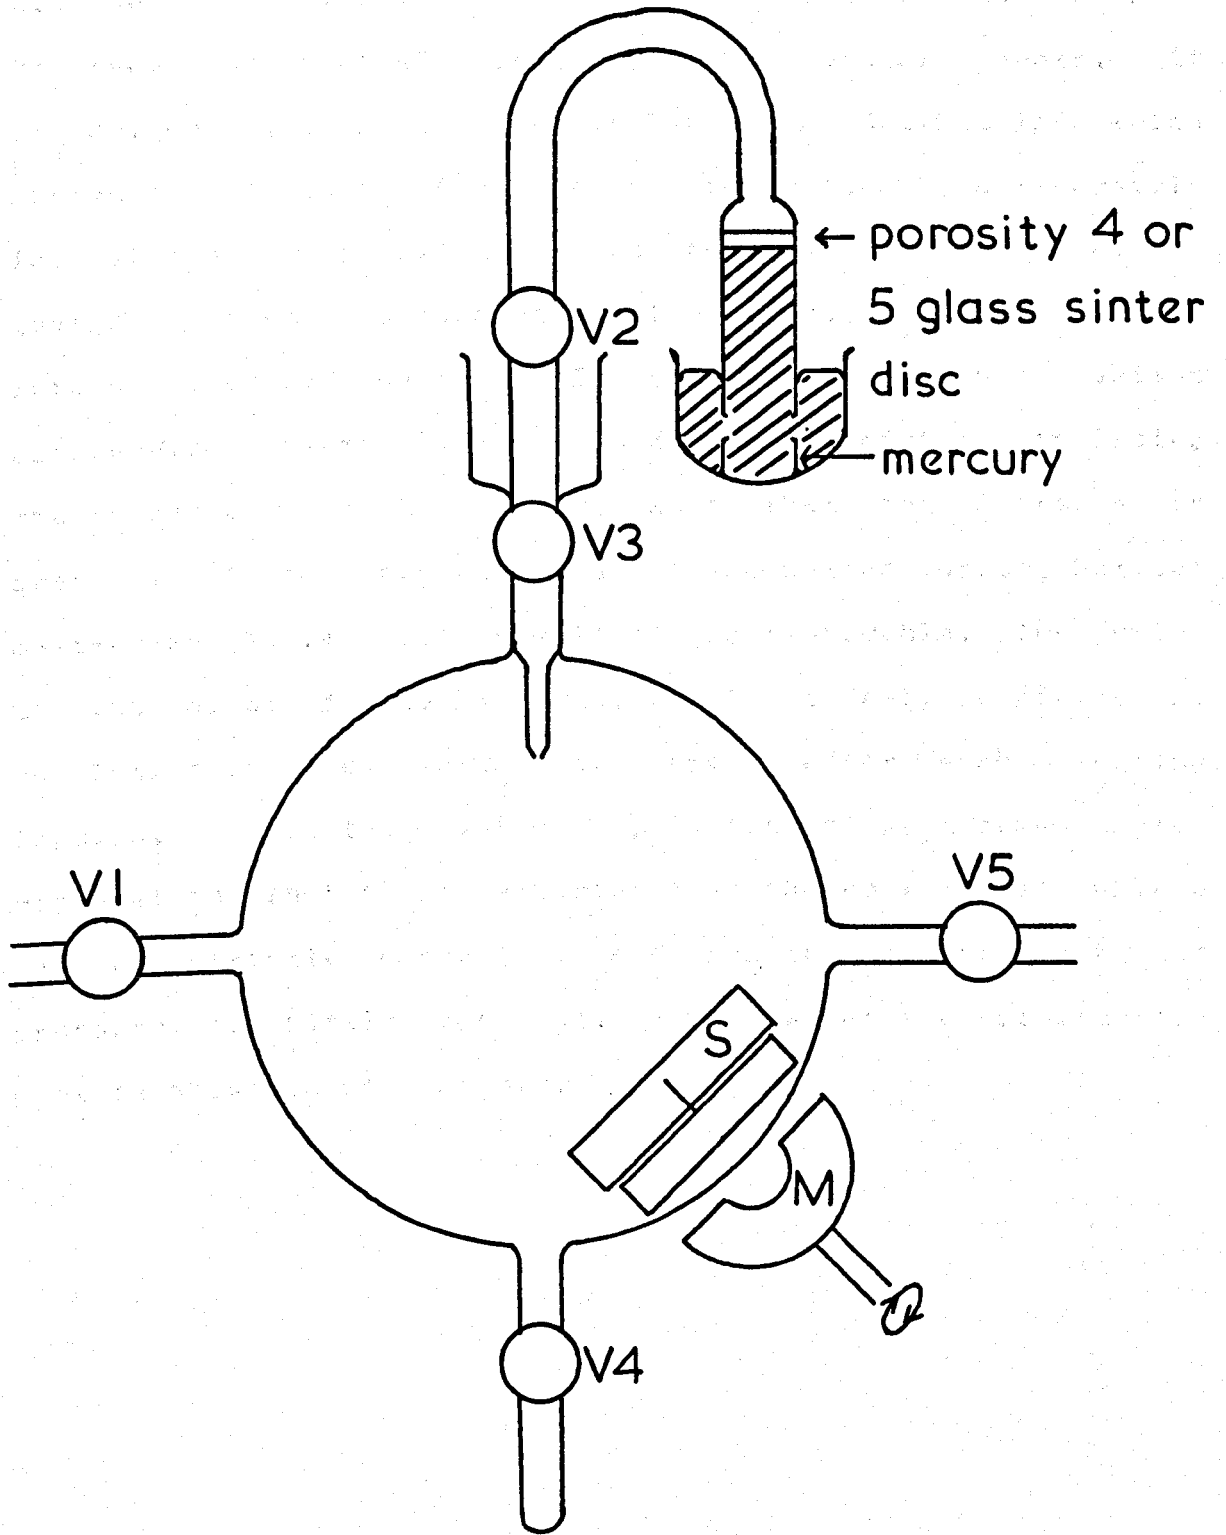 ← porosity 4 or
5 glass sinter
disc
V2
mercury
V3
V1
V5
S
M
V4